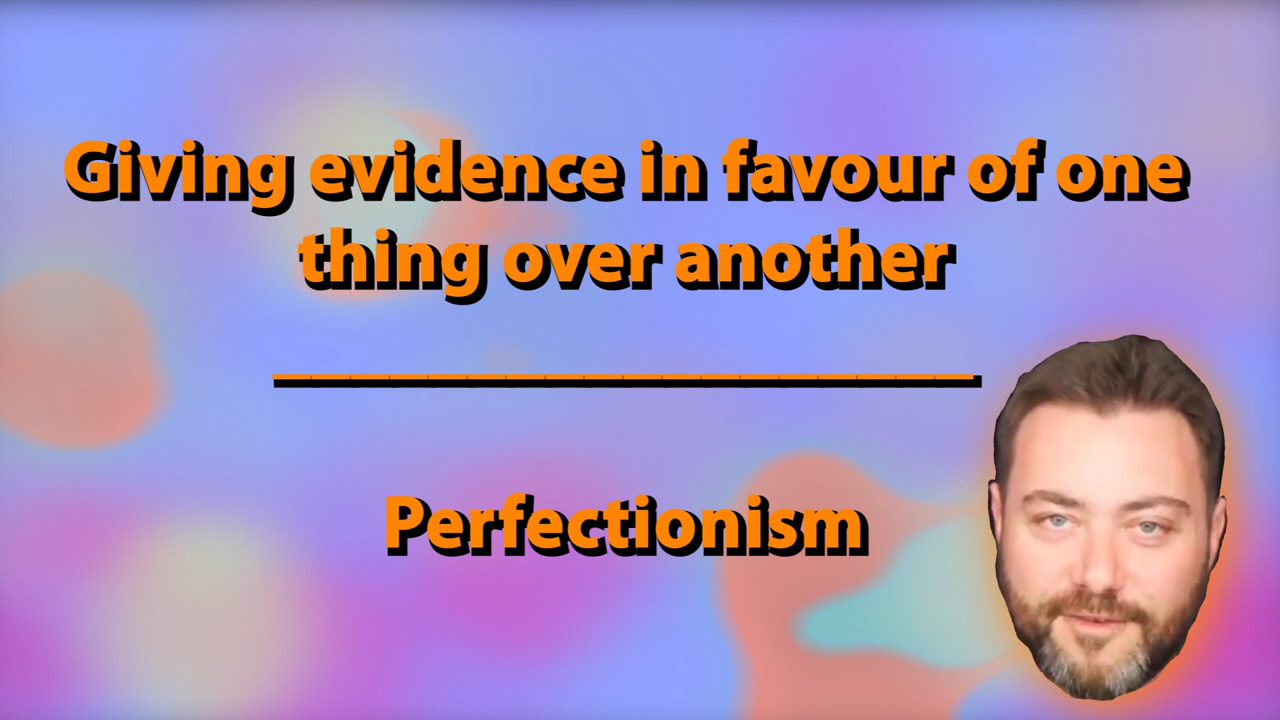 Giving evidence in favour of one
thing over another
Perfectionism